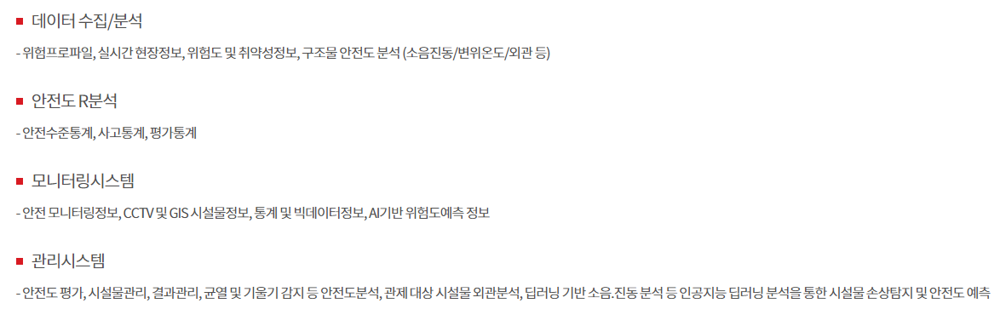 데이터 수집/분석
- 위험프로파일, 실시간 현장정보, 위험도 및 취약성정보, 구조물 안전도 분석 (소음진동/변위온도/외관 등)
안전도 R분석
- 안전수준통계, 사고통계, 평가통계
모니터링시스템
- 안전 모니터링정보, CCTV 및 GIS 시설물정보, 통계 및 빅데이터정보, AI기반 위험도예측 정보
관리시스템
- 안전도 평가, 시설물관리, 결과관리, 균열 및 기울기 감지 등 안전도분석, 관제 대상 시설물 외관분석, 딥러닝 기반 소음.진동 분석 등 인공지능 딥러닝 분석을 통한 시설물 손상탐지 및 안전도 예측